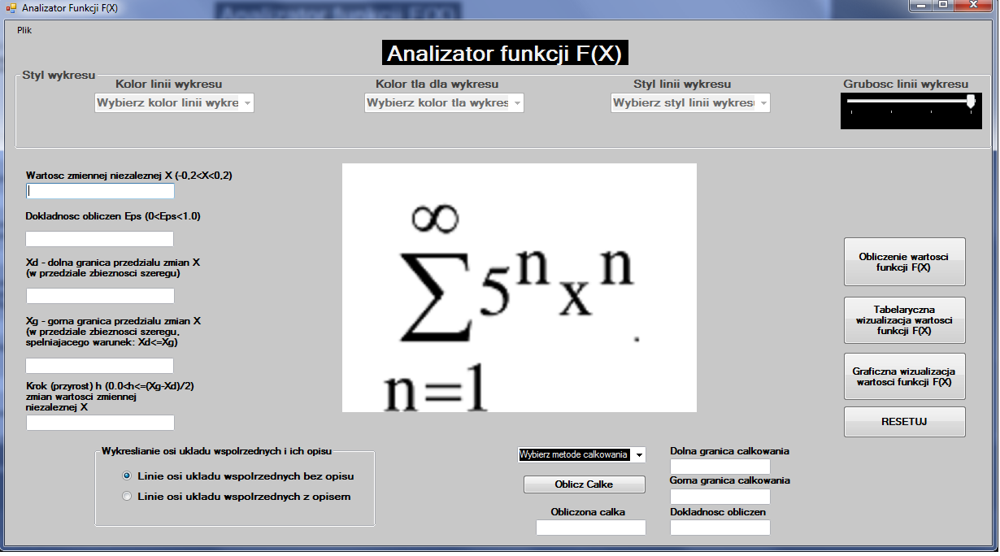 Analizator Funkcji F(X)
Plik
Analizator funkcji F(X)
Styl wykresu
Kolor linii wykresu
Wybierz kolor linii wykre
Kolor tla dla wykresu
Wybierz kolor tla wykres
Styl linii wykresu
Wybierz styl linii wykresu
Grubosc linii wykresu
Wartosc zmiennej niezaleznej X (-0,2<X<0,2)
Dokladnosc obliczen Eps (0<Eps<1.0)
Xd - dolna granica przedzialu zmian X
(w przedziale zbieznosci szeregu)
Xg - gorna granica przedzialu zmian X
(w przedziale zbieznosci szeregu,
spelniajacego warunek: Xd<=Xg)
Krok (przyrost) h (0.0<h<=(Xg-Xd)/2)
zmian wartosci zmiennej
niezaleznej X
∞
∑ 5ⁿ xⁿ .
n=1
Obliczenie wartosci
funkcji F(X)
Tabelaryczna
wizualizacja wartosci
funkcji F(X)
Graficzna wizualizacja
wartosci funkcji F(X)
RESETUJ
Wykreslianie osi ukladu wspolrzednych i ich opisu
Linie osi ukladu wspolrzednych bez opisu
Linie osi ukladu wspolrzednych z opisem
Wybierz metode calkowania
Oblicz Calke
Obliczona calka
Dolna granica calkowania
Gorna granica calkowania
Dokladnosc obliczen